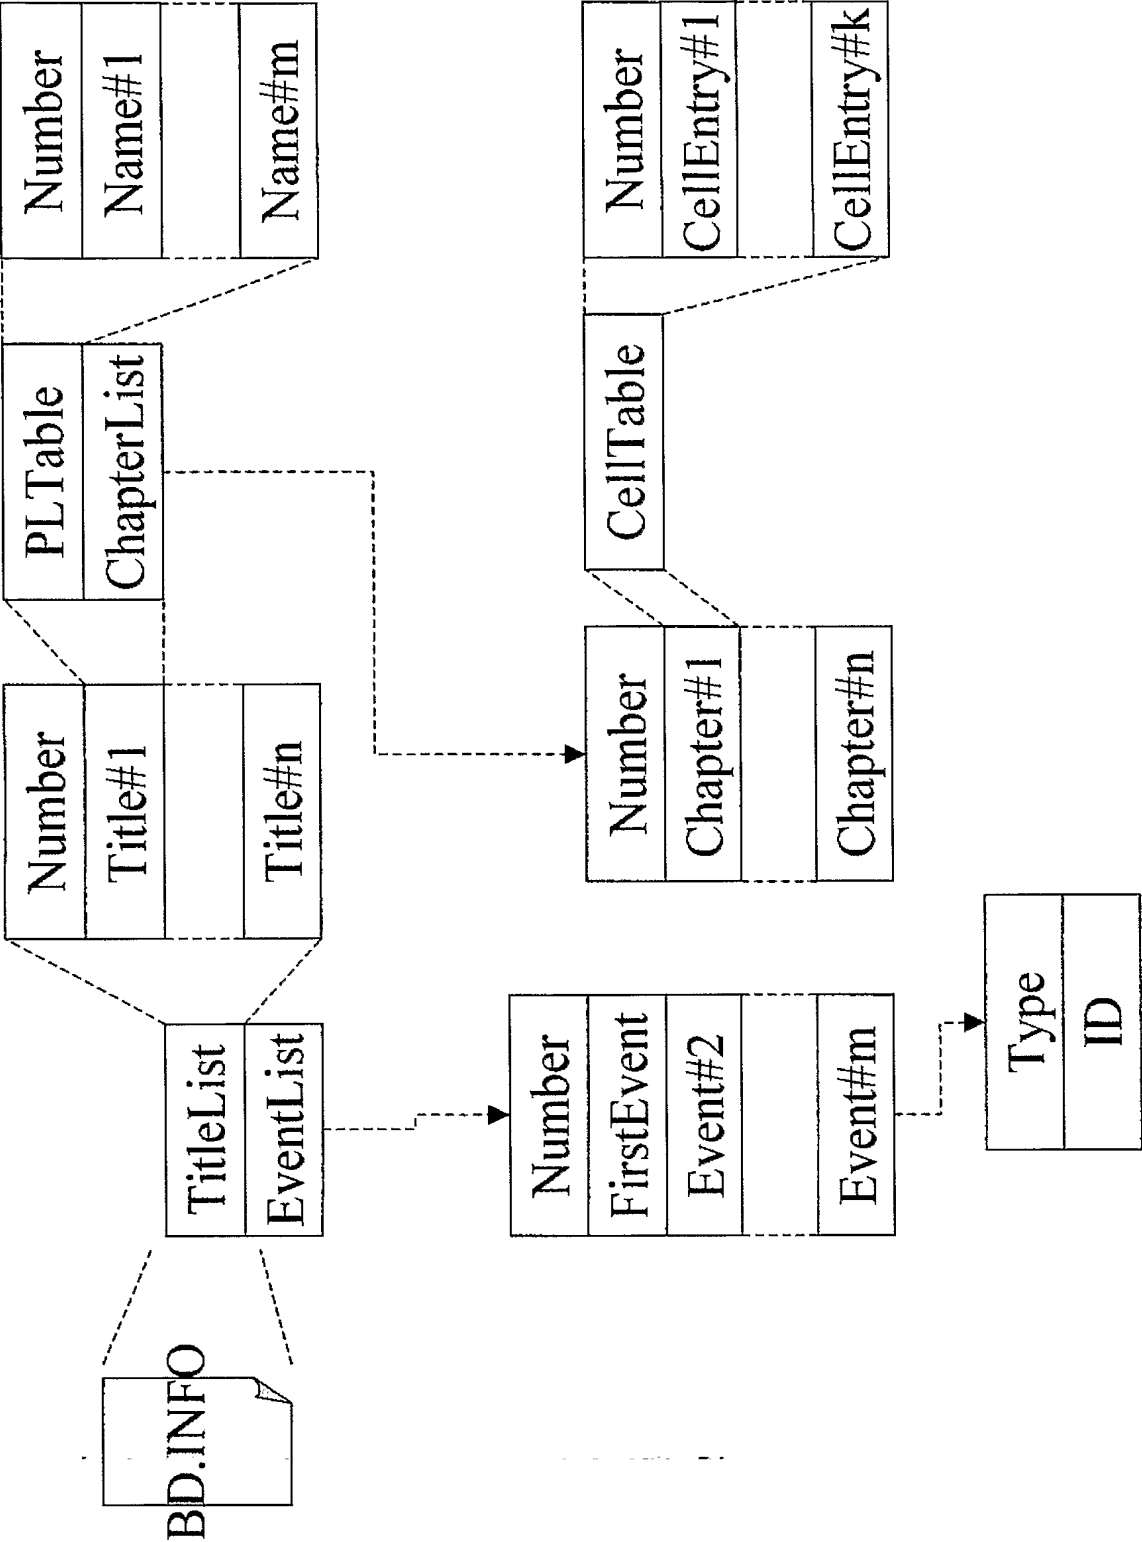 BD.INFO
TitleList
EventList
Number
Title#1
Title#n
PLTable
ChapterList
Number
Name#1
Name#m
Number
FirstEvent
Event#2
Event#m
Type
ID
Number
Chapter#1
Chapter#n
CellTable
Number
CellEntry#1
CellEntry#k